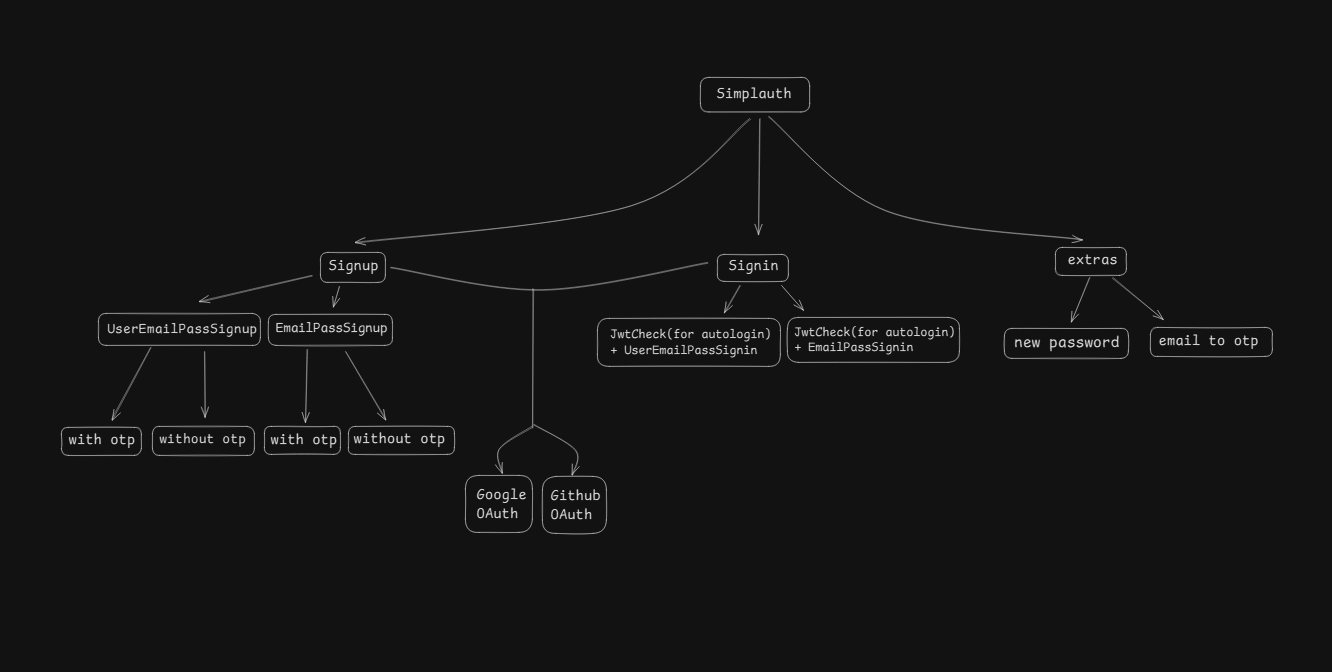 Simplauth
Signup
Signin
extras
UserEmailPassSignup
EmailPassSignup
JwtCheck(for autologin)
+ UserEmailPassSignin
JwtCheck(for autologin)
+ EmailPassSignin
new password
email to otp
with otp
without otp
with otp
without otp
Google
OAuth
Github
OAuth